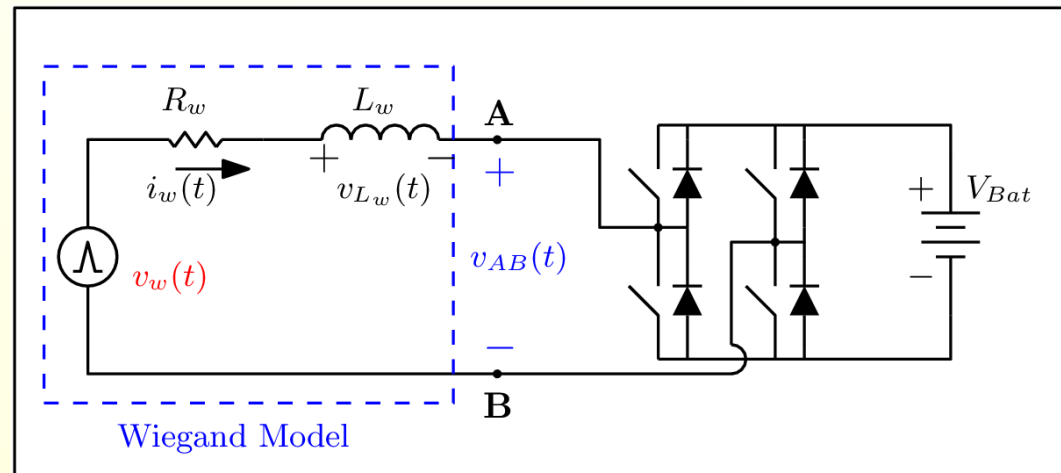 R_w
L_w
A
+ −
+
i_w(t)
v_{L_w}(t)
+
V_{Bat}
v_w(t)
v_{AB}(t)
−
−
B
Wiegand Model